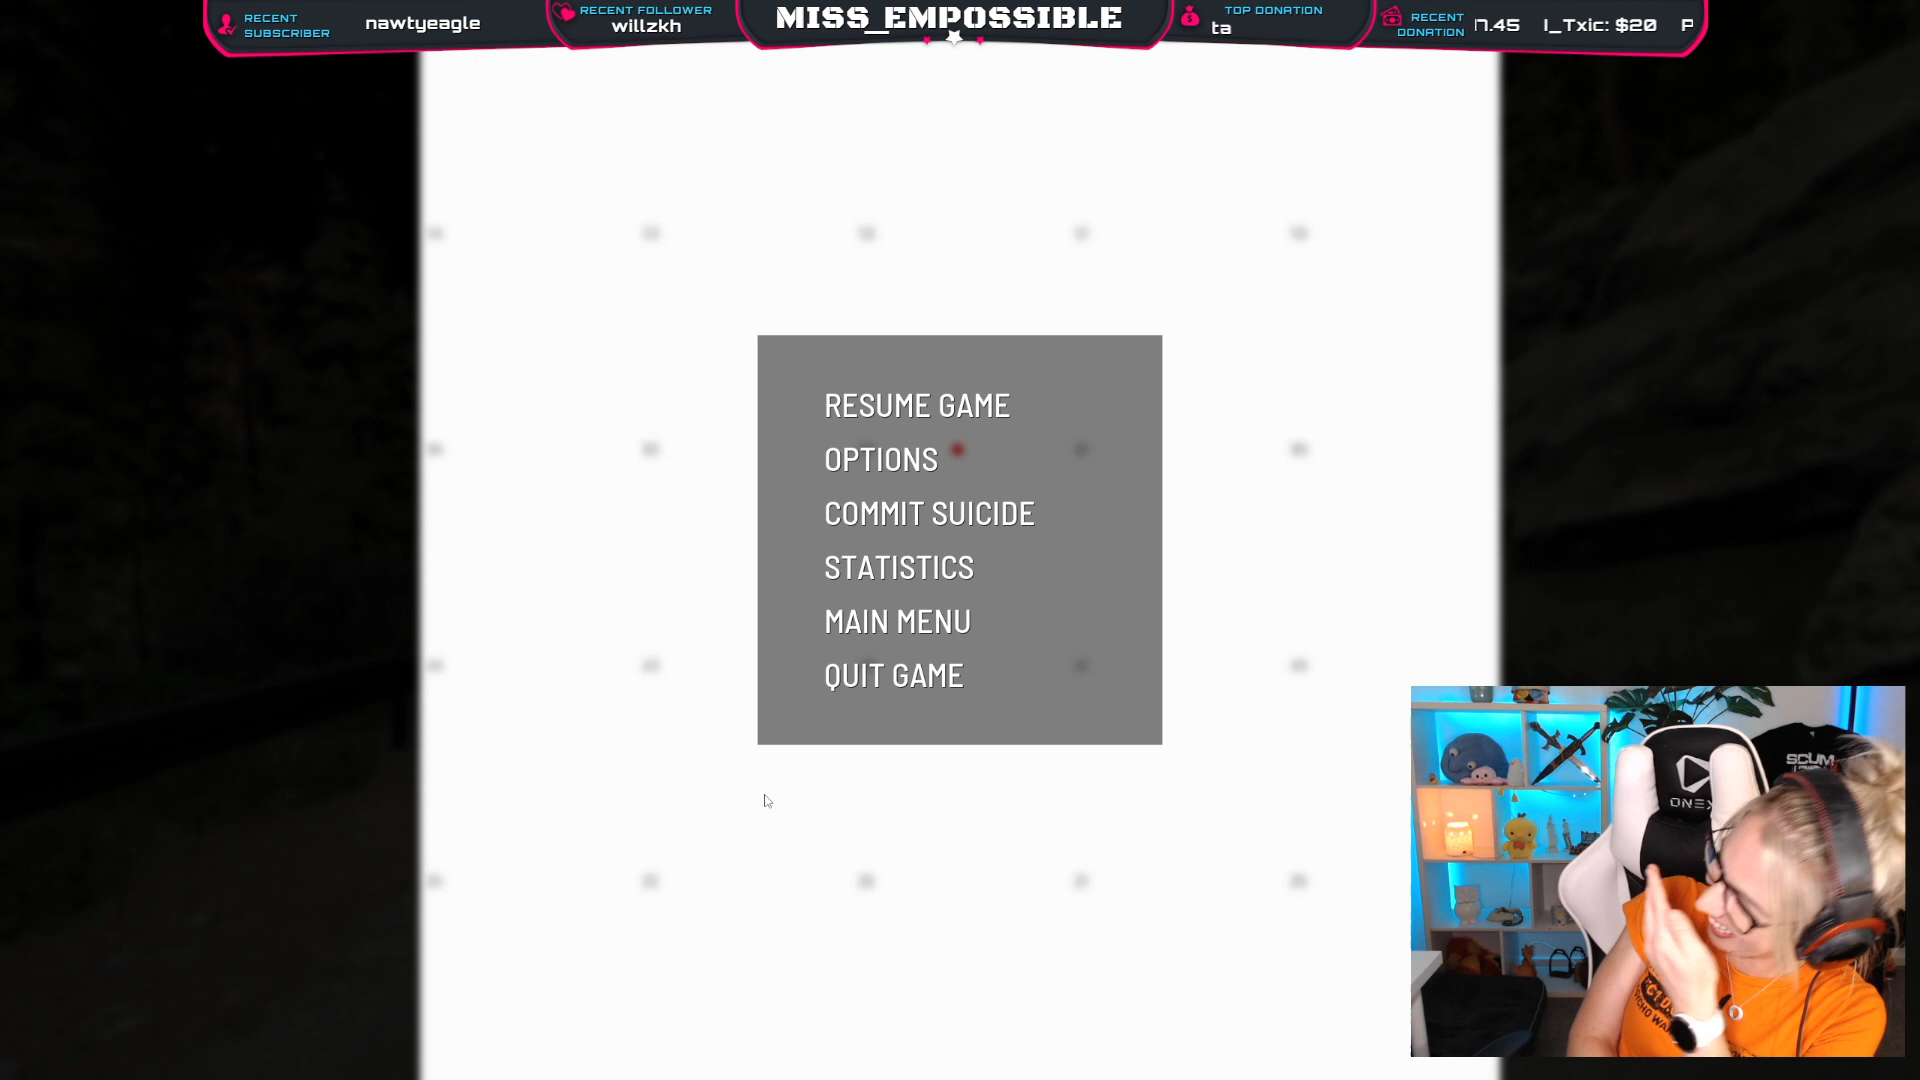 RECENT SUBSCRIBER
nawtyeagle
RECENT FOLLOWER
willzkh
MISS_EMPOSSIBLE
TOP DONATION
ta
RECENT DONATION
7.45 I_Txic: $20 P
RESUME GAME
OPTIONS
COMMIT SUICIDE
STATISTICS
MAIN MENU
QUIT GAME
SCUM
ONEX